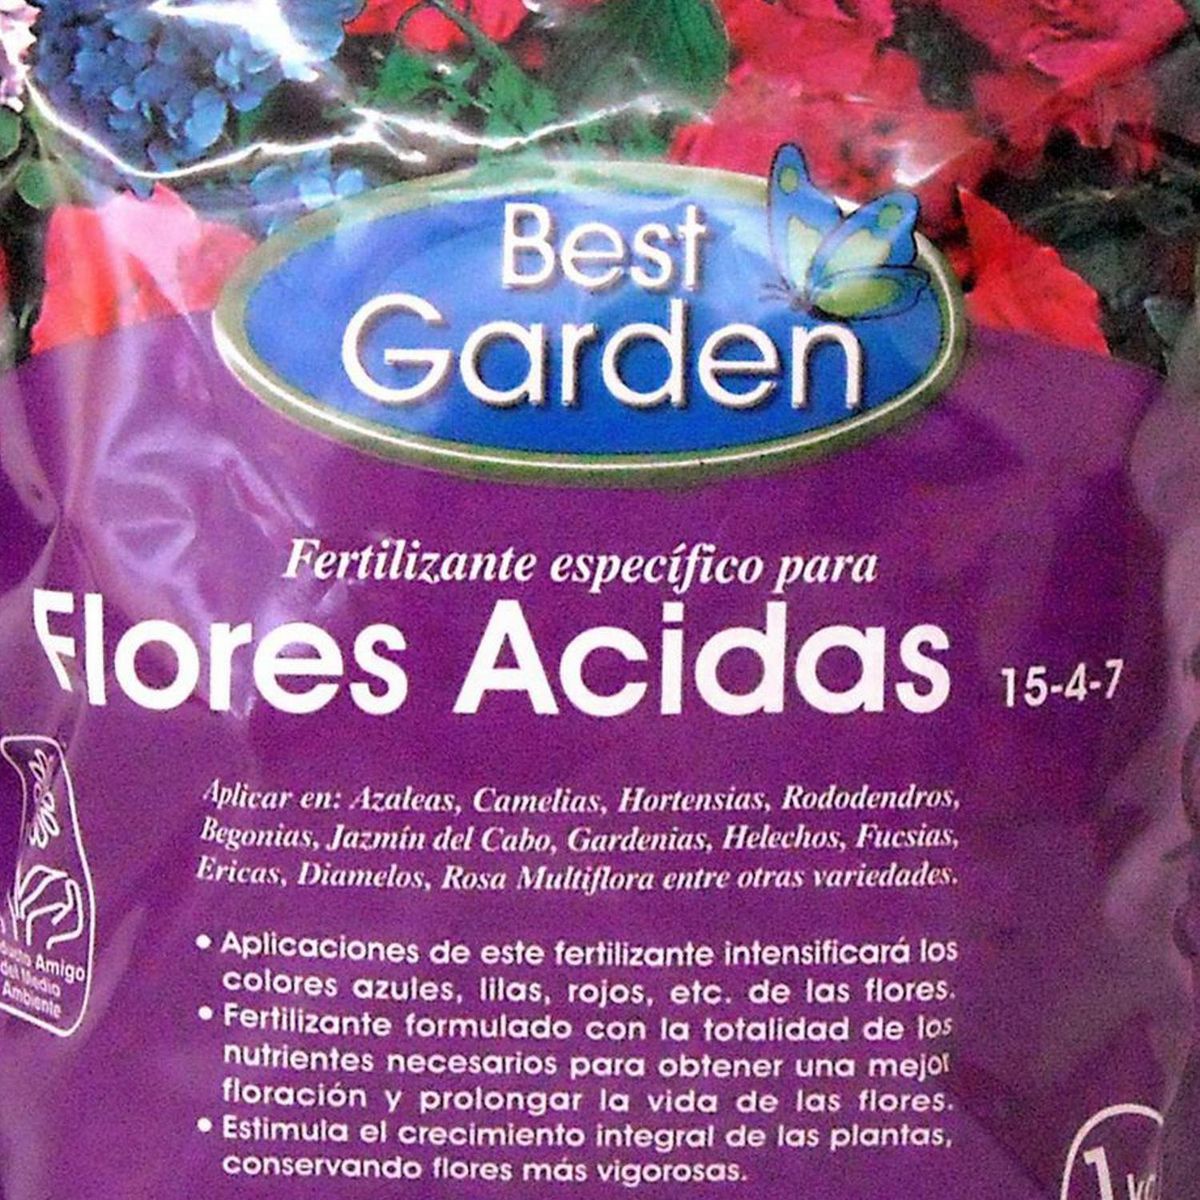 Best
Garden
Fertilizante específico para
Flores Acidas 15-4-7
Aplicar en: Azaleas, Camelias, Hortensias, Rododendros,
Begonias, Jazmín del Cabo, Gardenias, Helechos, Fucsias,
Ericas, Diamelos, Rosa Multiflora entre otras variedades.
• Aplicaciones de este fertilizante intensificará los
colores azules, lilas, rojos, etc. de las flores.
• Fertilizante formulado con la totalidad de los
nutrientes necesarios para obtener una mejor
floración y prolongar la vida de las flores.
• Estimula el crecimiento integral de las plantas,
conservando flores más vigorosas.
Amigo
del Medio
Ambiente
1